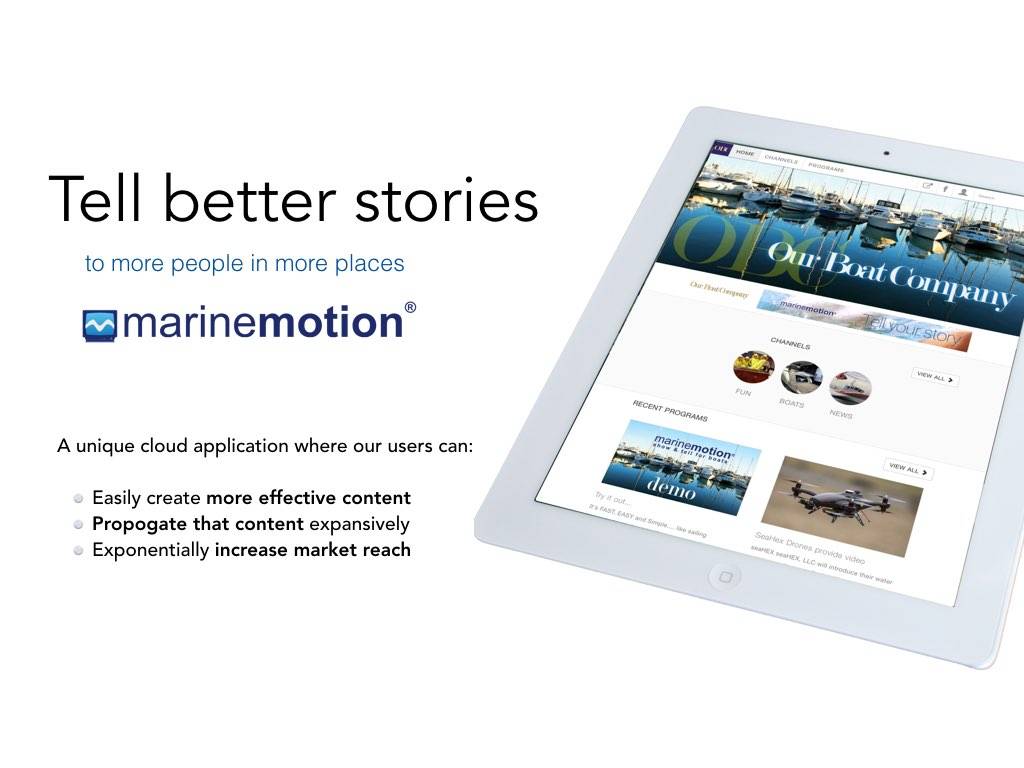 Tell better stories
to more people in more places
marinemotion®
A unique cloud application where our users can:
Easily create more effective content
Propogate that content expansively
Exponentially increase market reach
OBC HOME CHANNELS PROGRAMS
OBC
Our Boat Company
Our Boat Company
marinemotion®
Tell your story
CHANNELS
VIEW ALL
FUN
BOATS
NEWS
RECENT PROGRAMS
VIEW ALL
marinemotion®
show & tell for boats
demo
Try it out...
It's FAST, EASY and Simple.... like sailing
SeaHex Drones provide video
seaHEX seaHEX, LLC will introduce their water